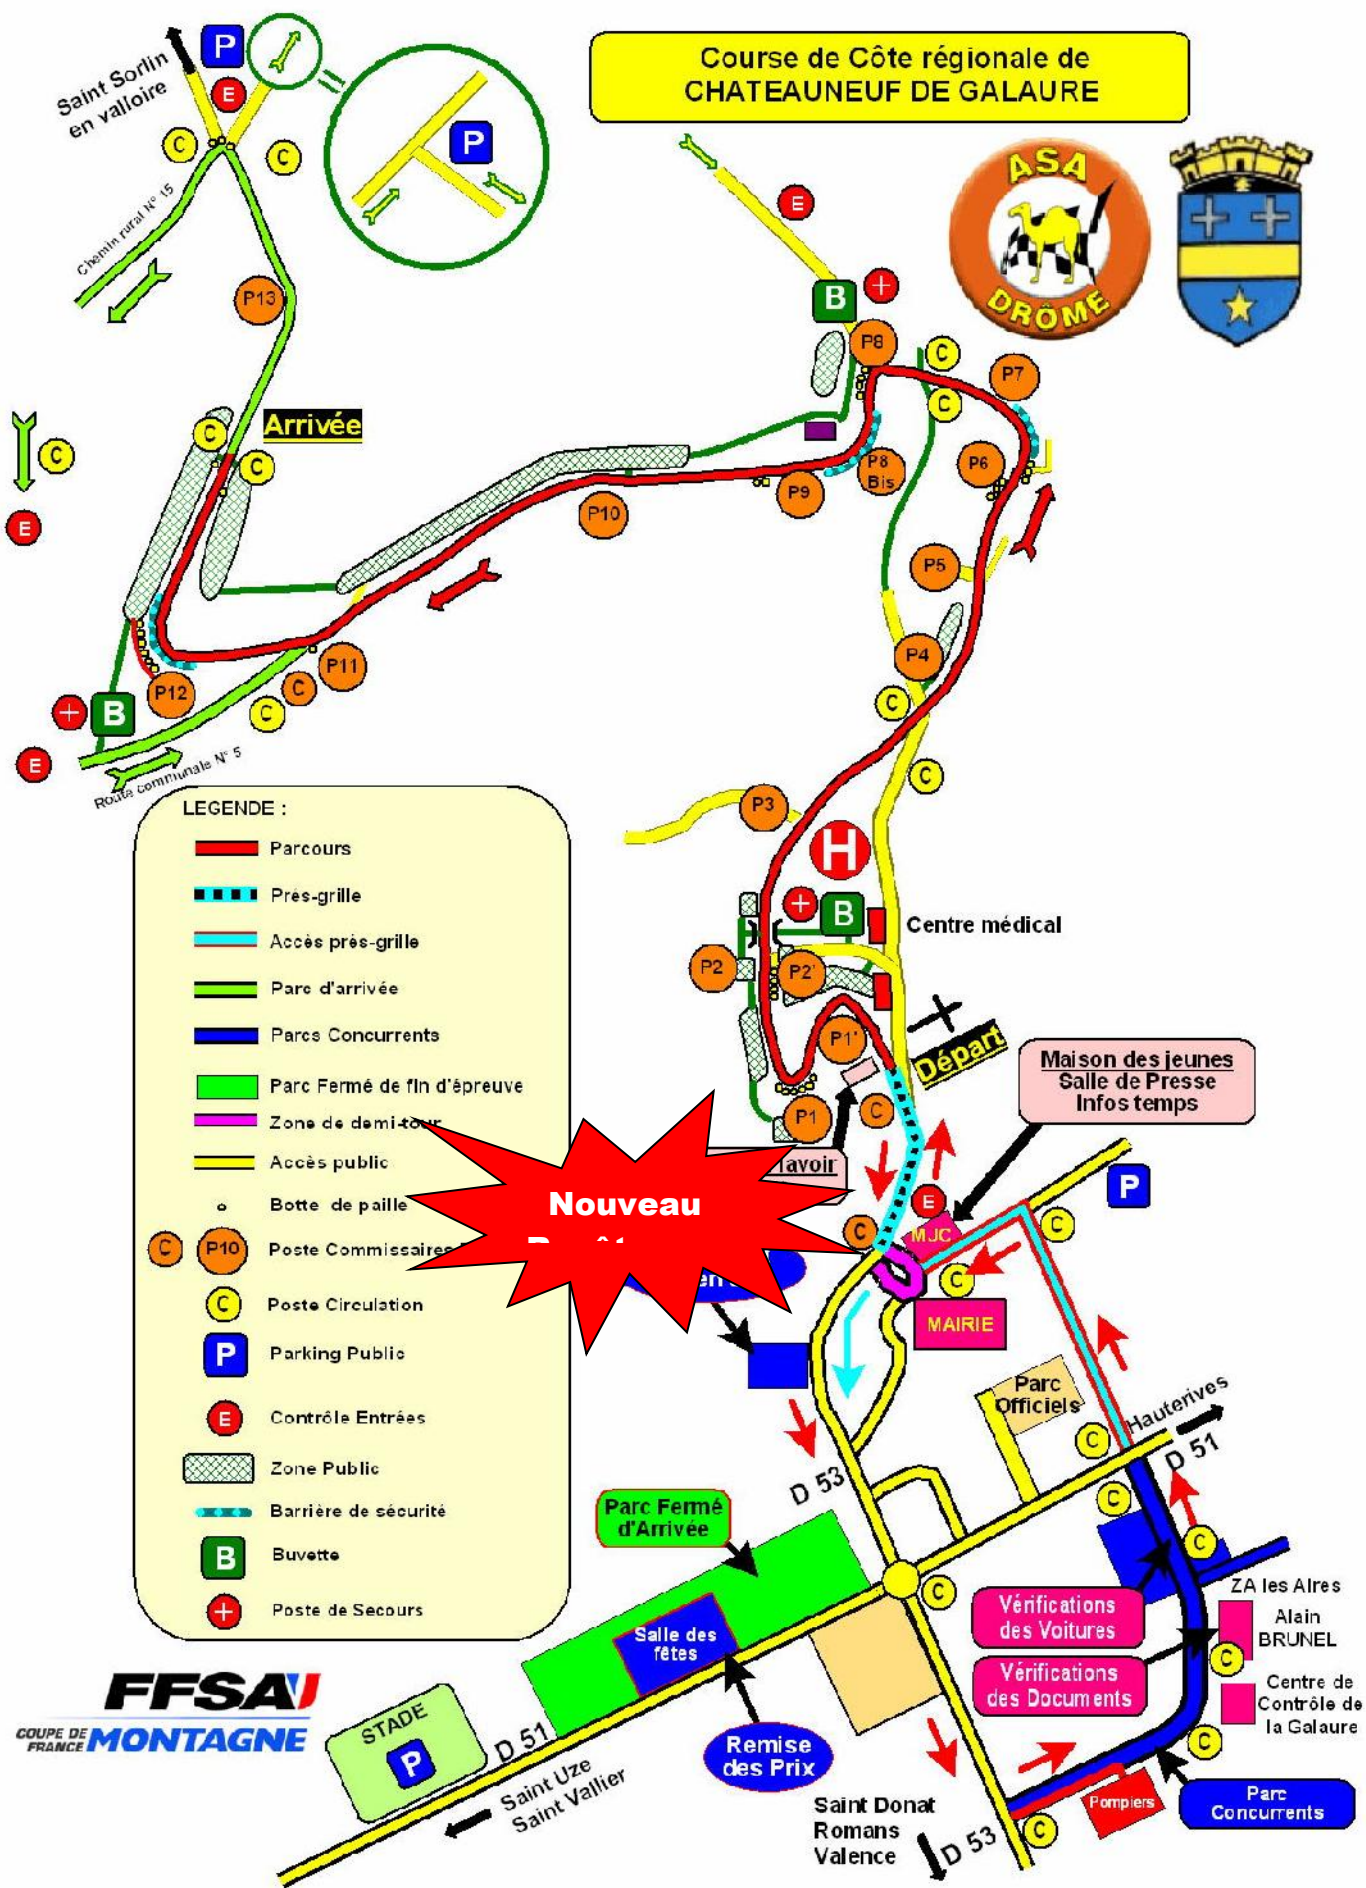 Course de Côte régionale de
CHATEAUNEUF DE GALAURE
Saint Sorlin
en valloire
P
E
C
C
P
Chemin rural N° 15
E
B
+
ASA
DRÔME
P13
P8
C
P7
C
Arrivée
C
C
C
E
P8
Bis
P6
P9
P10
P5
P4
P11
C
C
P12
+
B
C
E
Route communale N° 5
C
P3
H
+
B
Centre médical
P2
P2'
P1'
Départ
C
P1
lavoir
Maison des jeunes
Salle de Presse
Infos temps
P
E
C
C
MJC
C
MAIRIE
Nouveau
LEGENDE :
Parcours
Près-grille
Accès près-grille
Parc d'arrivée
Parcs Concurrents
Parc Fermé de fin d'épreuve
Zone de demi-tour
Accès public
Botte de paille
C
P10
Poste Commissaires
C
Poste Circulation
P
Parking Public
E
Contrôle Entrées
Zone Public
Barrière de sécurité
B
Buvette
+
Poste de Secours
Parc
Officiels
Hauterives
D 51
C
C
C
D 53
Parc Fermé
d'Arrivée
C
Salle des
fêtes
Vérifications
des Voitures
Vérifications
des Documents
ZA les Aires
Alain
BRUNEL
C
Centre de
Contrôle de
la Galaure
C
FFSA
COUPE DE
FRANCE MONTAGNE
STADE
P
D 51
Saint Uze
Saint Vallier
Remise
des Prix
Pompiers
Parc
Concurrents
Saint Donat
Romans
Valence
D 53
C